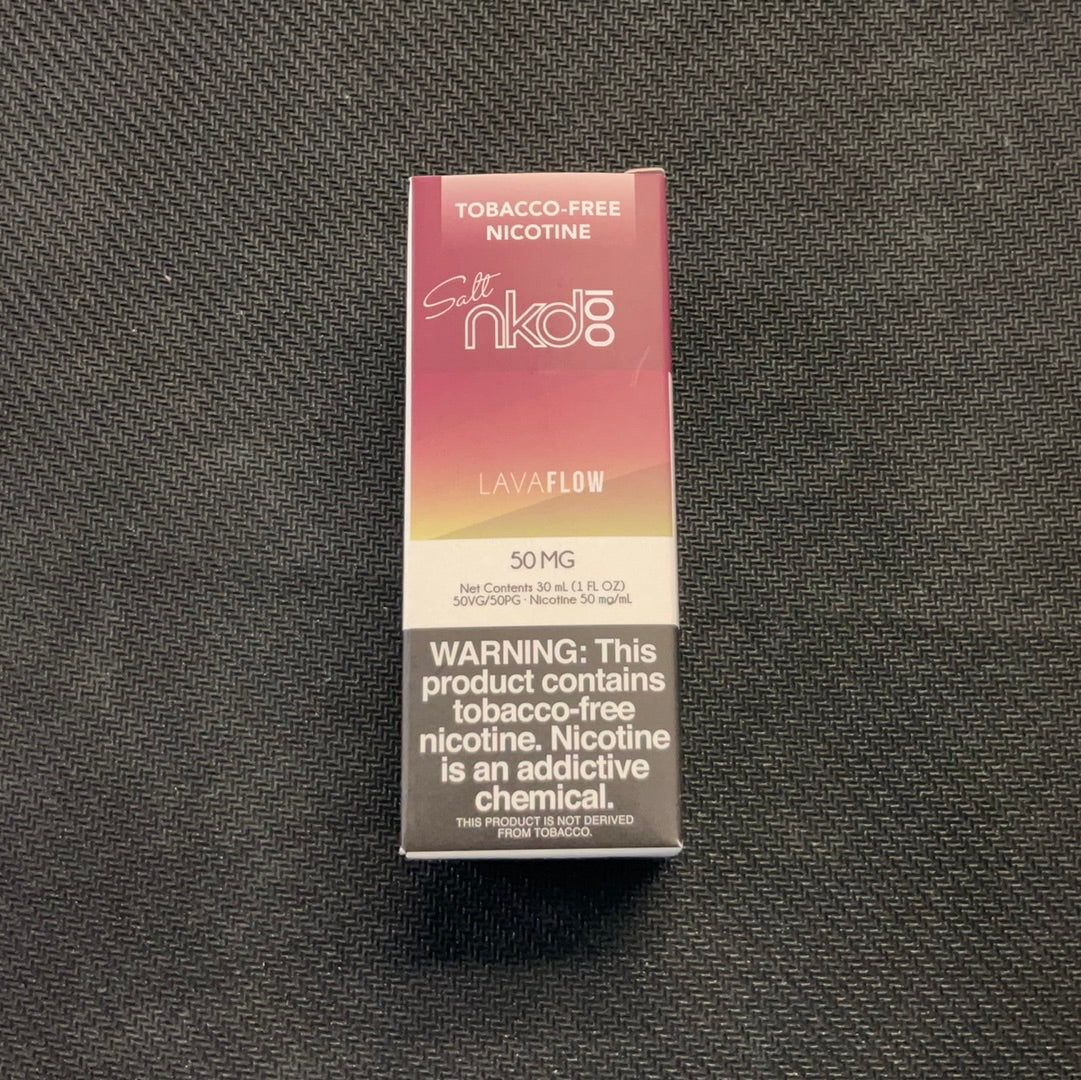 TOBACCO-FREE
NICOTINE
Salt
nkd100
LAVAFLOW
50 MG
Net Contents 30 mL (1 FL OZ)
50VG/50PG · Nicotine 50 mg/mL
WARNING: This
product contains
tobacco-free
nicotine. Nicotine
is an addictive
chemical.
THIS PRODUCT IS NOT DERIVED
FROM TOBACCO.